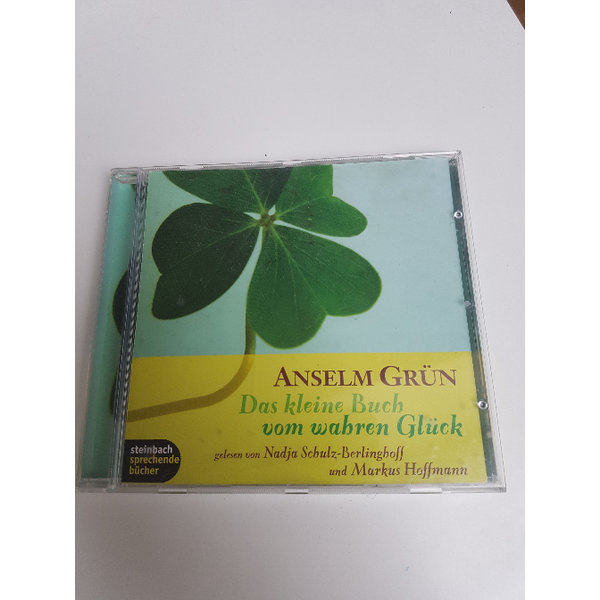 ANSELM GRÜN
Das kleine Buch
vom wahren Glück
gelesen von Nadja Schulz-Berlinghoff
und Markus Hoffmann
steinbach
sprechende
bücher